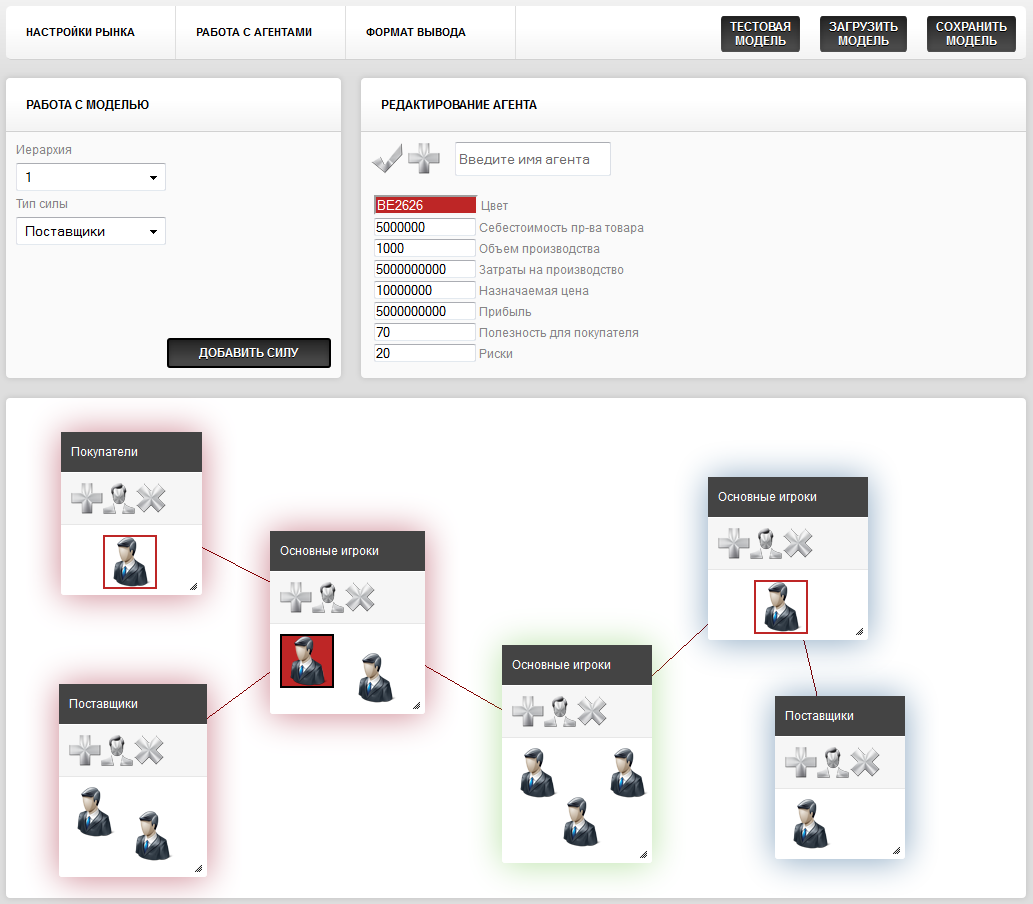 НАСТРОЙКИ РЫНКА
РАБОТА С АГЕНТАМИ
ФОРМАТ ВЫВОДА
ТЕСТОВАЯ
МОДЕЛЬ
ЗАГРУЗИТЬ
МОДЕЛЬ
СОХРАНИТЬ
МОДЕЛЬ
РАБОТА С МОДЕЛЬЮ
Иерархия
1
Тип силы
Поставщики
ДОБАВИТЬ СИЛУ
РЕДАКТИРОВАНИЕ АГЕНТА
Введите имя агента
BE2626 Цвет
5000000 Себестоимость пр-ва товара
1000 Объем производства
5000000000 Затраты на производство
10000000 Назначаемая цена
5000000000 Прибыль
70 Полезность для покупателя
20 Риски
Покупатели
Основные игроки
Поставщики
Основные игроки
Основные игроки
Поставщики